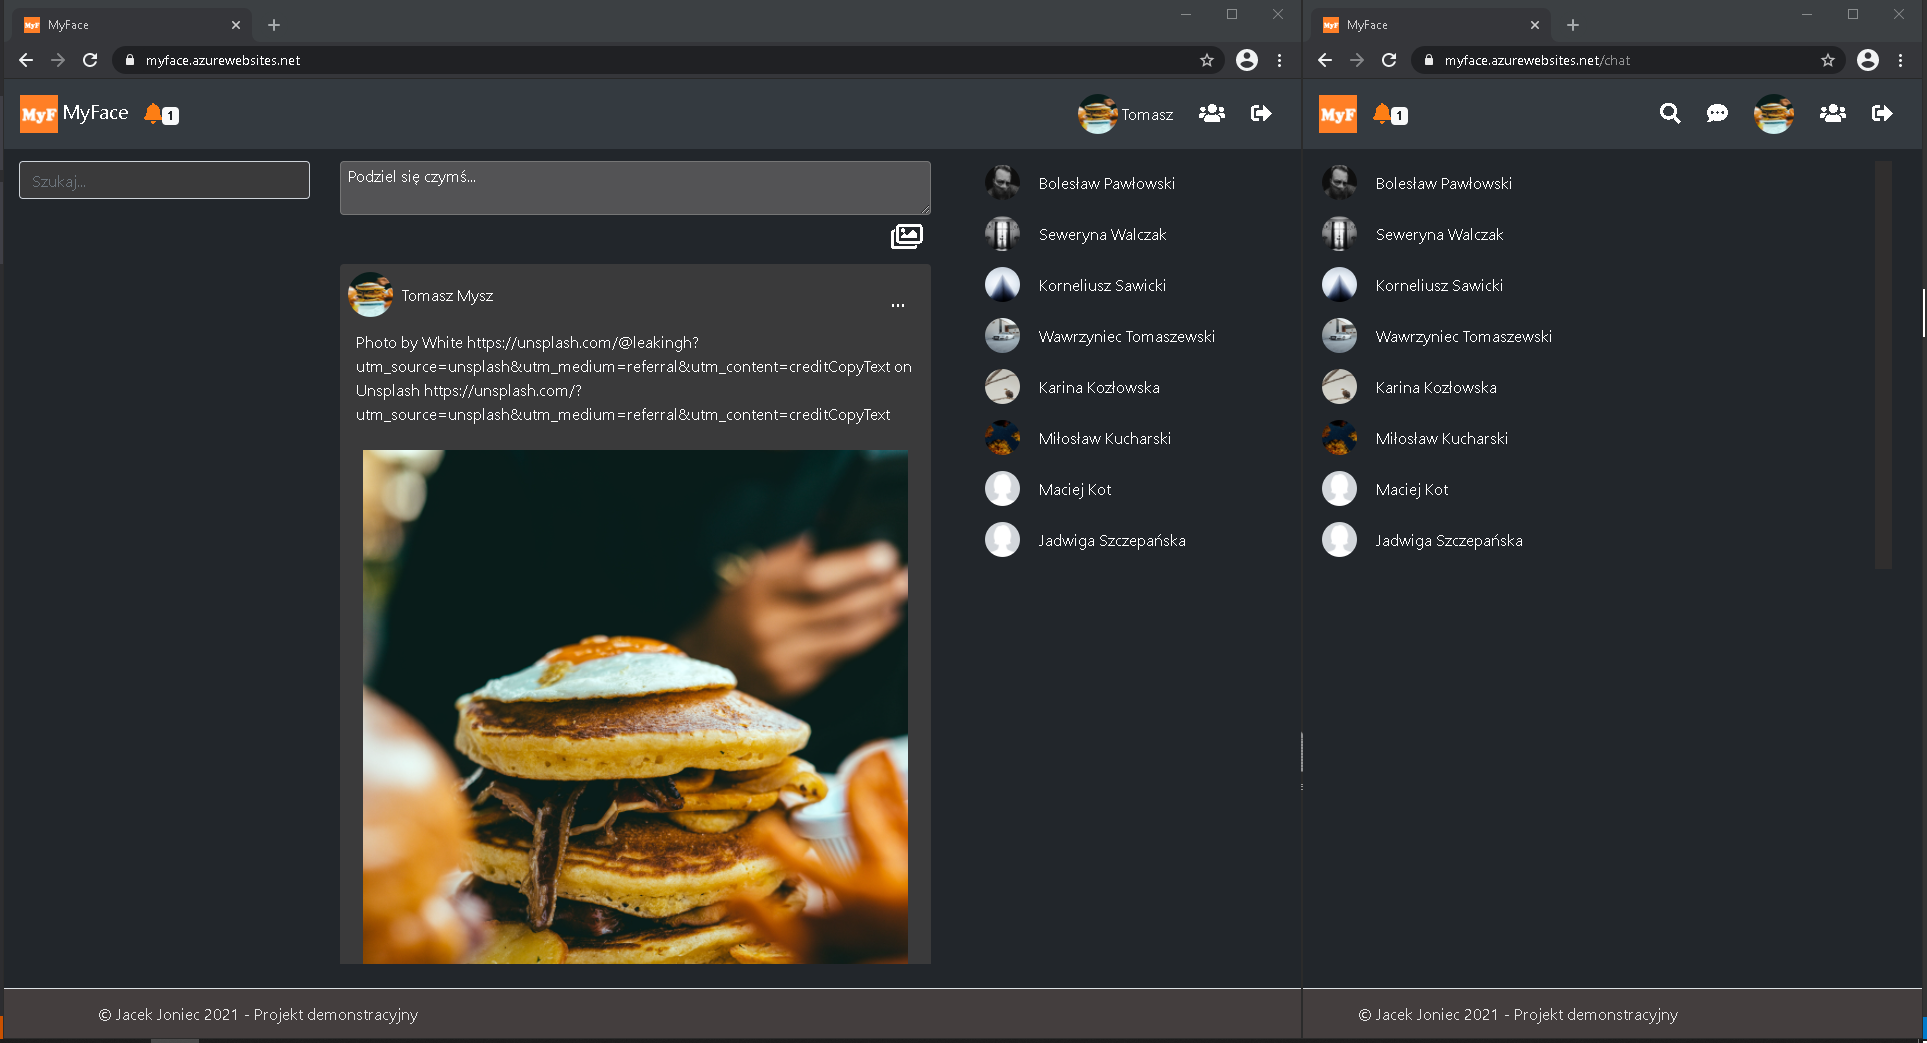 MyFace
myface.azurewebsites.net
MyF MyFace 1
Tomasz
Szukaj...
Podziel się czymś...
Tomasz Mysz
...
Photo by White https://unsplash.com/@leakingh?
utm_source=unsplash&utm_medium=referral&utm_content=creditCopyText on
Unsplash https://unsplash.com/?
utm_source=unsplash&utm_medium=referral&utm_content=creditCopyText
Bolesław Pawłowski
Seweryna Walczak
Korneliusz Sawicki
Wawrzyniec Tomaszewski
Karina Kozłowska
Miłosław Kucharski
Maciej Kot
Jadwiga Szczepańska
© Jacek Joniec 2021 - Projekt demonstracyjny
MyFace
myface.azurewebsites.net/chat
MyF 1
Bolesław Pawłowski
Seweryna Walczak
Korneliusz Sawicki
Wawrzyniec Tomaszewski
Karina Kozłowska
Miłosław Kucharski
Maciej Kot
Jadwiga Szczepańska
© Jacek Joniec 2021 - Projekt demonstracyjny